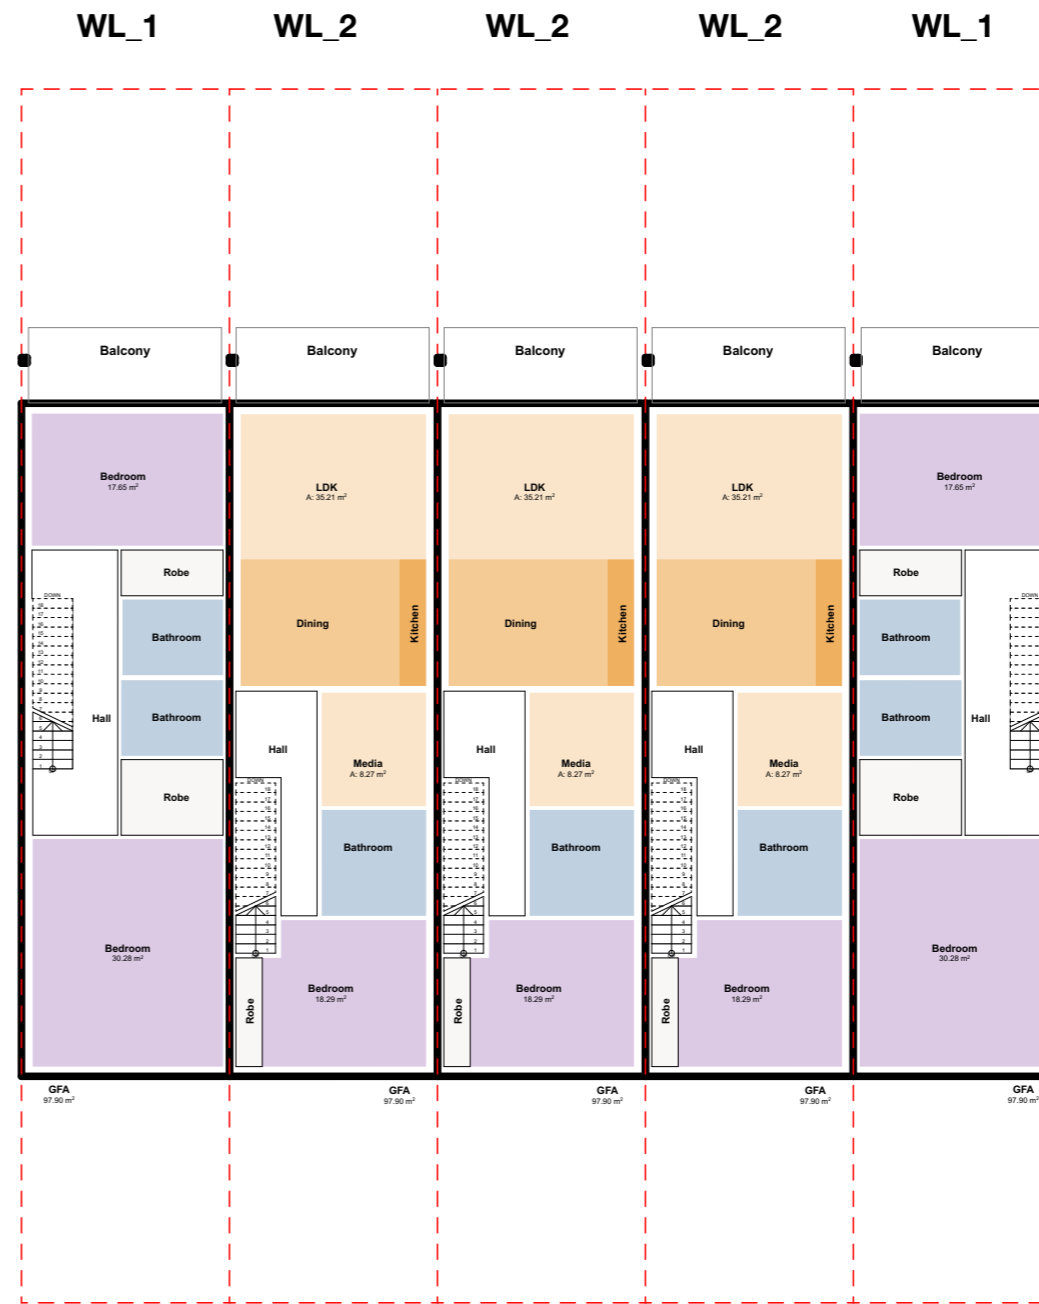 WL_1 WL_2 WL_2 WL_2 WL_1
Balcony Balcony Balcony Balcony Balcony
Bedroom
17.65 m²
LDK
A: 35.21 m²
LDK
A: 35.21 m²
LDK
A: 35.21 m²
Bedroom
17.65 m²
Robe
Robe
DOWN
DOWN
Dining
Kitchen
Dining
Kitchen
Dining
Kitchen
Bathroom
Bathroom
Hall
Bathroom
Bathroom
Hall
Hall
Hall
Hall
Media
A: 8.27 m²
Media
A: 8.27 m²
Media
A: 8.27 m²
DOWN
DOWN
DOWN
Robe
Robe
Bathroom
Bathroom
Bathroom
Bedroom
30.28 m²
Bedroom
30.28 m²
Robe
Bedroom
18.29 m²
Robe
Bedroom
18.29 m²
Robe
Bedroom
18.29 m²
GFA
97.90 m²
GFA
97.90 m²
GFA
97.90 m²
GFA
97.90 m²
GFA
97.90 m²